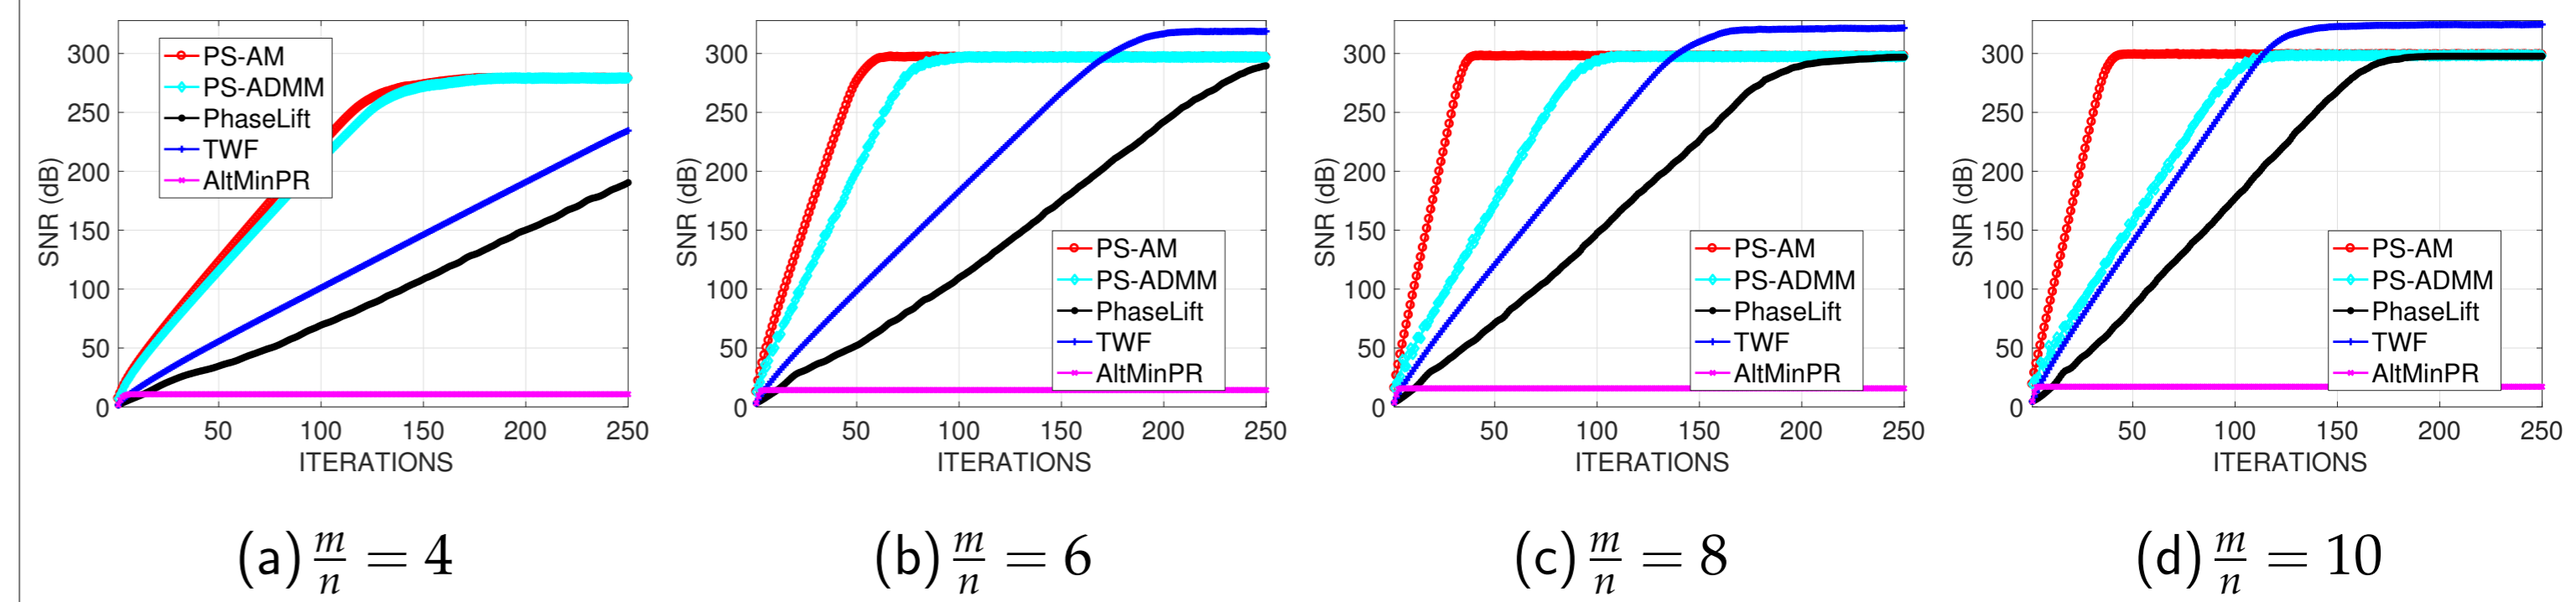 300
250
200
150
100
50
0
SNR (dB)
PS-AM
PS-ADMM
PhaseLift
TWF
AltMinPR
50 100 150 200 250
ITERATIONS
(a) m/n = 4
300
250
200
150
100
50
0
SNR (dB)
PS-AM
PS-ADMM
PhaseLift
TWF
AltMinPR
50 100 150 200 250
ITERATIONS
(b) m/n = 6
300
250
200
150
100
50
0
SNR (dB)
PS-AM
PS-ADMM
PhaseLift
TWF
AltMinPR
50 100 150 200 250
ITERATIONS
(c) m/n = 8
300
250
200
150
100
50
0
SNR (dB)
PS-AM
PS-ADMM
PhaseLift
TWF
AltMinPR
50 100 150 200 250
ITERATIONS
(d) m/n = 10